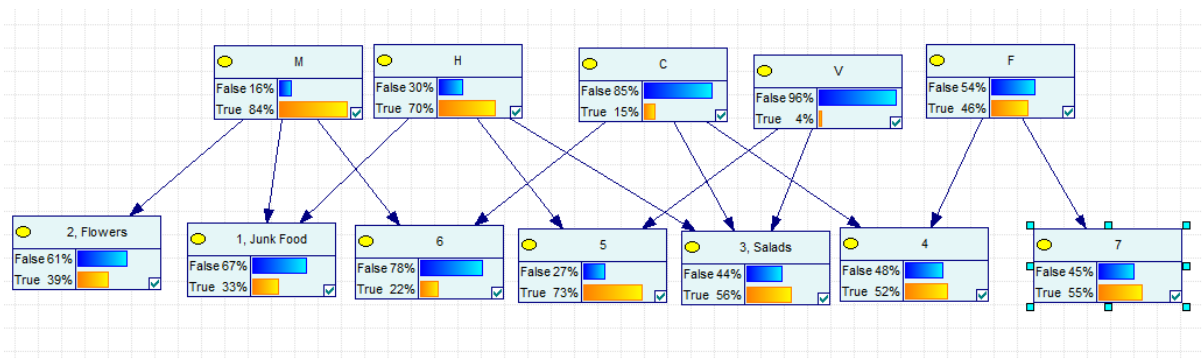 M
False 16%
True 84%
H
False 30%
True 70%
C
False 85%
True 15%
V
False 96%
True 4%
F
False 54%
True 46%
2, Flowers
False 61%
True 39%
1, Junk Food
False 67%
True 33%
6
False 78%
True 22%
5
False 27%
True 73%
3, Salads
False 44%
True 56%
4
False 48%
True 52%
7
False 45%
True 55%